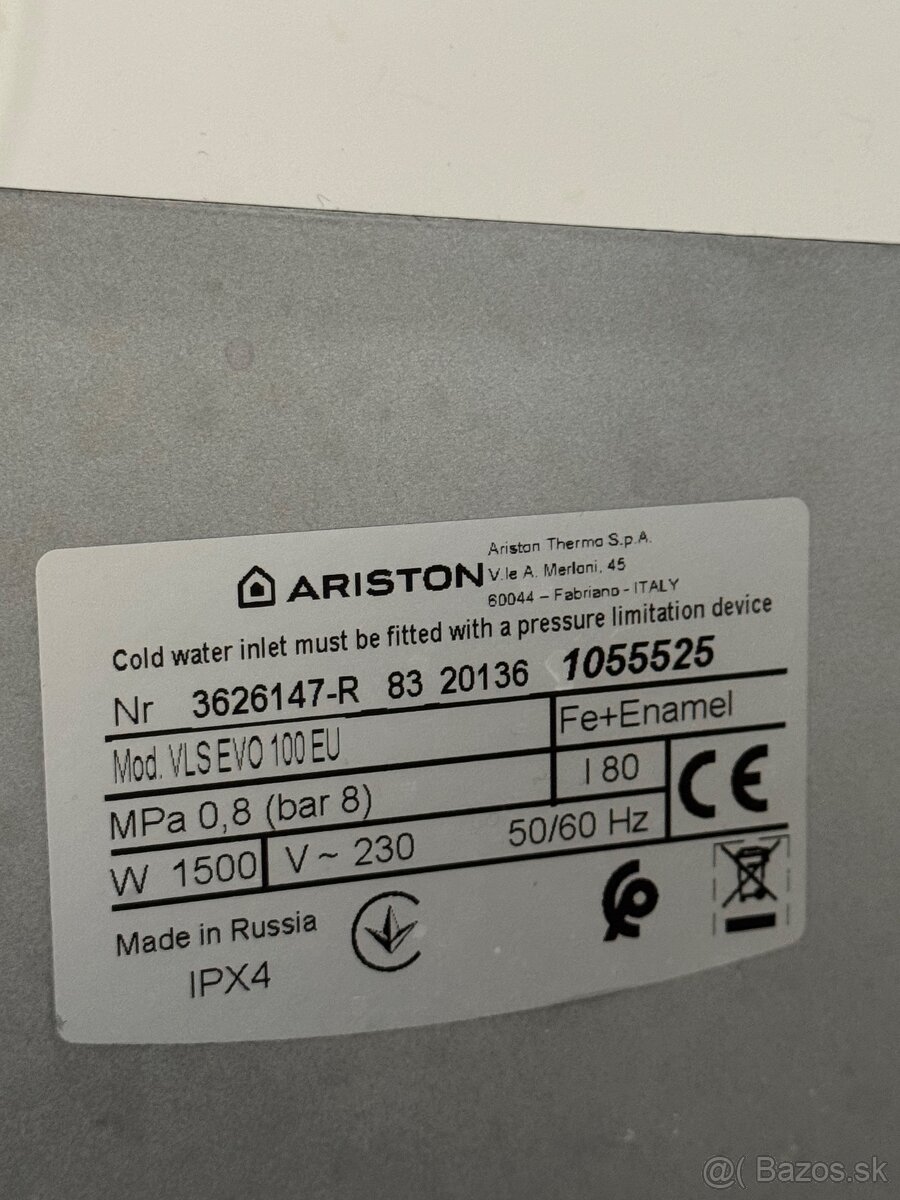 ARISTON
Ariston Thermo S.p.A.
V.le A. Merloni, 45
60044 – Fabriano - ITALY
Cold water inlet must be fitted with a pressure limitation device
Nr 3626147-R 83 20136 1055525
Mod. VLS EVO 100 EU
Fe+Enamel
MPa 0,8 (bar 8)
l 80
CE
W 1500
V ~ 230 50/60 Hz
Made in Russia
IPX4
@( Bazos.sk